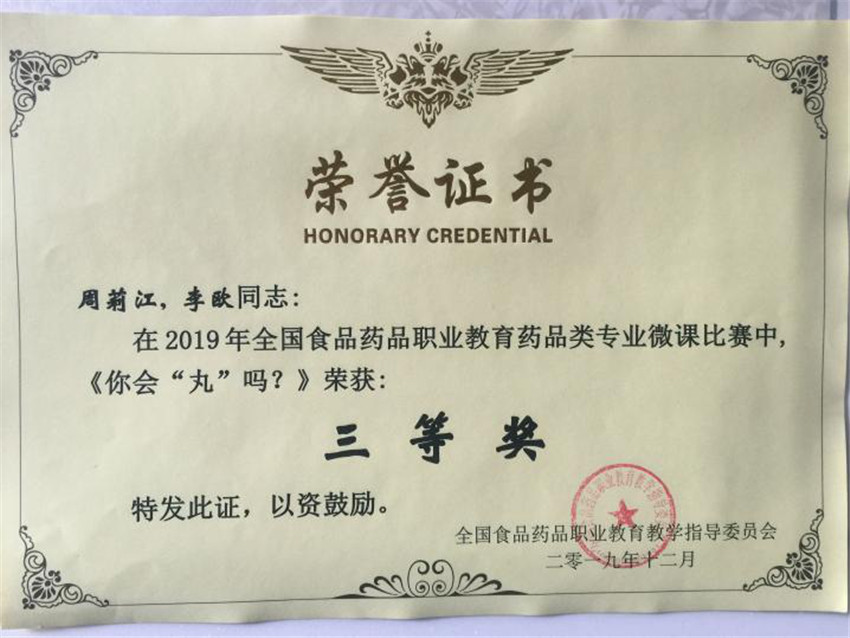 荣誉证书
HONORARY CREDENTIAL
周莉江，李欧同志：
在2019年全国食品药品职业教育药品类专业微课比赛中，
《你会“丸”吗？》荣获：
三等奖
特发此证，以资鼓励。
全国食品药品职业教育教学指导委员会
二零一九年十二月